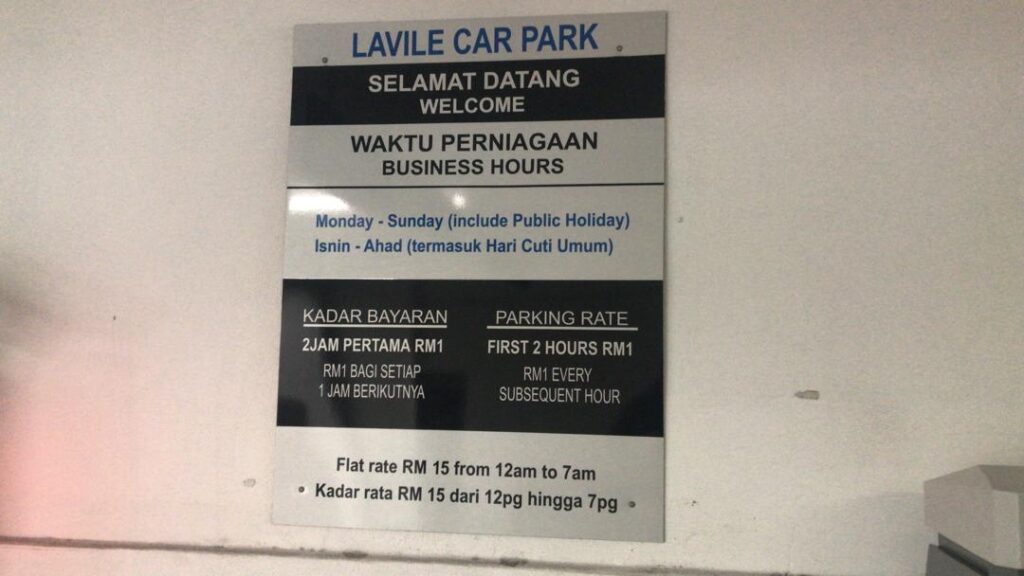 LAVILE CAR PARK
SELAMAT DATANG
WELCOME
WAKTU PERNIAGAAN
BUSINESS HOURS
Monday - Sunday (include Public Holiday)
Isnin - Ahad (termasuk Hari Cuti Umum)
KADAR BAYARAN
2JAM PERTAMA RM1
RM1 BAGI SETIAP
1 JAM BERIKUTNYA
PARKING RATE
FIRST 2 HOURS RM1
RM1 EVERY
SUBSEQUENT HOUR
Flat rate RM 15 from 12am to 7am
Kadar rata RM 15 dari 12pg hingga 7pg